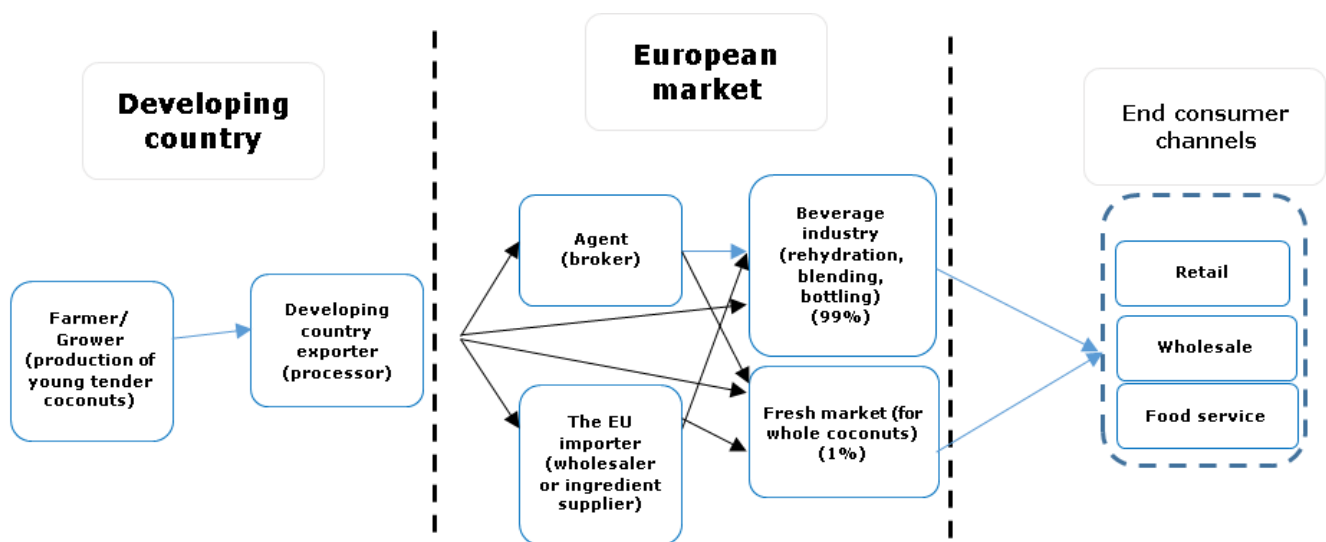 Developing
country
European
market
End consumer
channels
Farmer/
Grower
(production of
young tender
coconuts)
Developing
country
exporter
(processor)
Agent
(broker)
The EU
importer
(wholesaler
or ingredient
supplier)
Beverage
industry
(rehydration,
blending,
bottling)
(99%)
Fresh market (for
whole coconuts)
(1%)
Retail
Wholesale
Food service